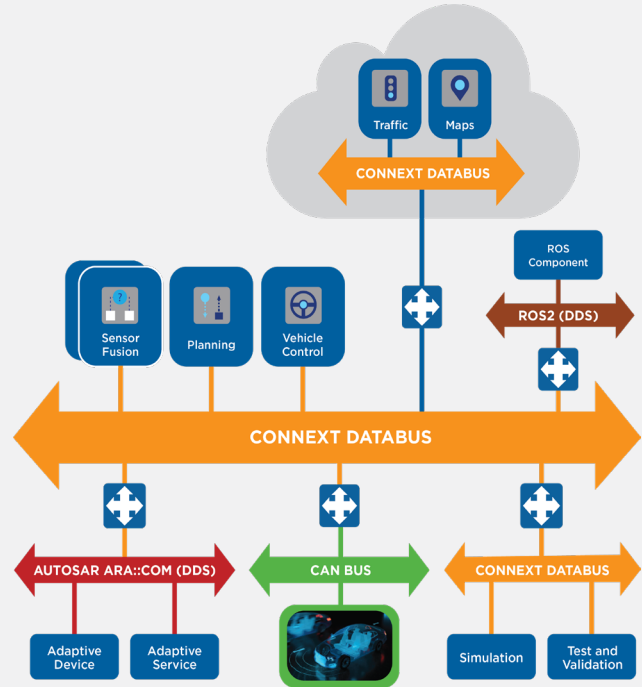 Traffic
Maps
CONNEXT DATABUS
ROS
Component
ROS2 (DDS)
?
Sensor
Fusion
Planning
Vehicle
Control
CONNEXT DATABUS
AUTOSAR ARA::COM (DDS)
CAN BUS
CONNEXT DATABUS
Adaptive
Device
Adaptive
Service
Simulation
Test and
Validation